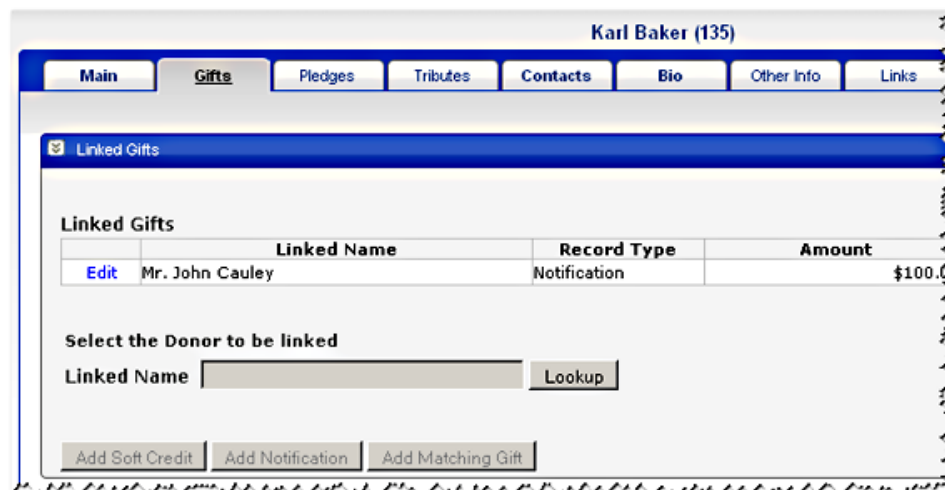 Karl Baker (135)
Main Gifts Pledges Tributes Contacts Bio Other Info Links
Linked Gifts
Linked Gifts
Linked Name Record Type Amount
Edit Mr. John Cauley Notification $100.
Select the Donor to be linked
Linked Name Lookup
Add Soft Credit Add Notification Add Matching Gift